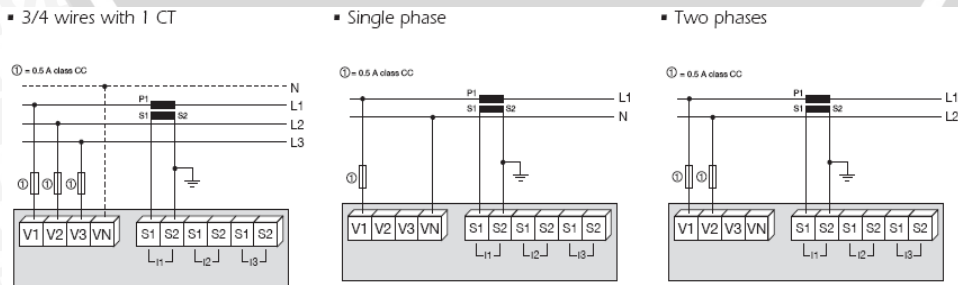 ▪ 3/4 wires with 1 CT
① = 0.5 A class CC
N
L1
L2
L3
P1
S1 S2
① ① ①
V1 V2 V3 VN S1 S2 S1 S2 S1 S2
I1 I2 I3
▪ Single phase
① = 0.5 A class CC
L1
N
P1
S1 S2
①
V1 V2 V3 VN S1 S2 S1 S2 S1 S2
I1 I2 I3
▪ Two phases
① = 0.5 A class CC
L1
L2
P1
S1 S2
① ①
V1 V2 V3 VN S1 S2 S1 S2 S1 S2
I1 I2 I3